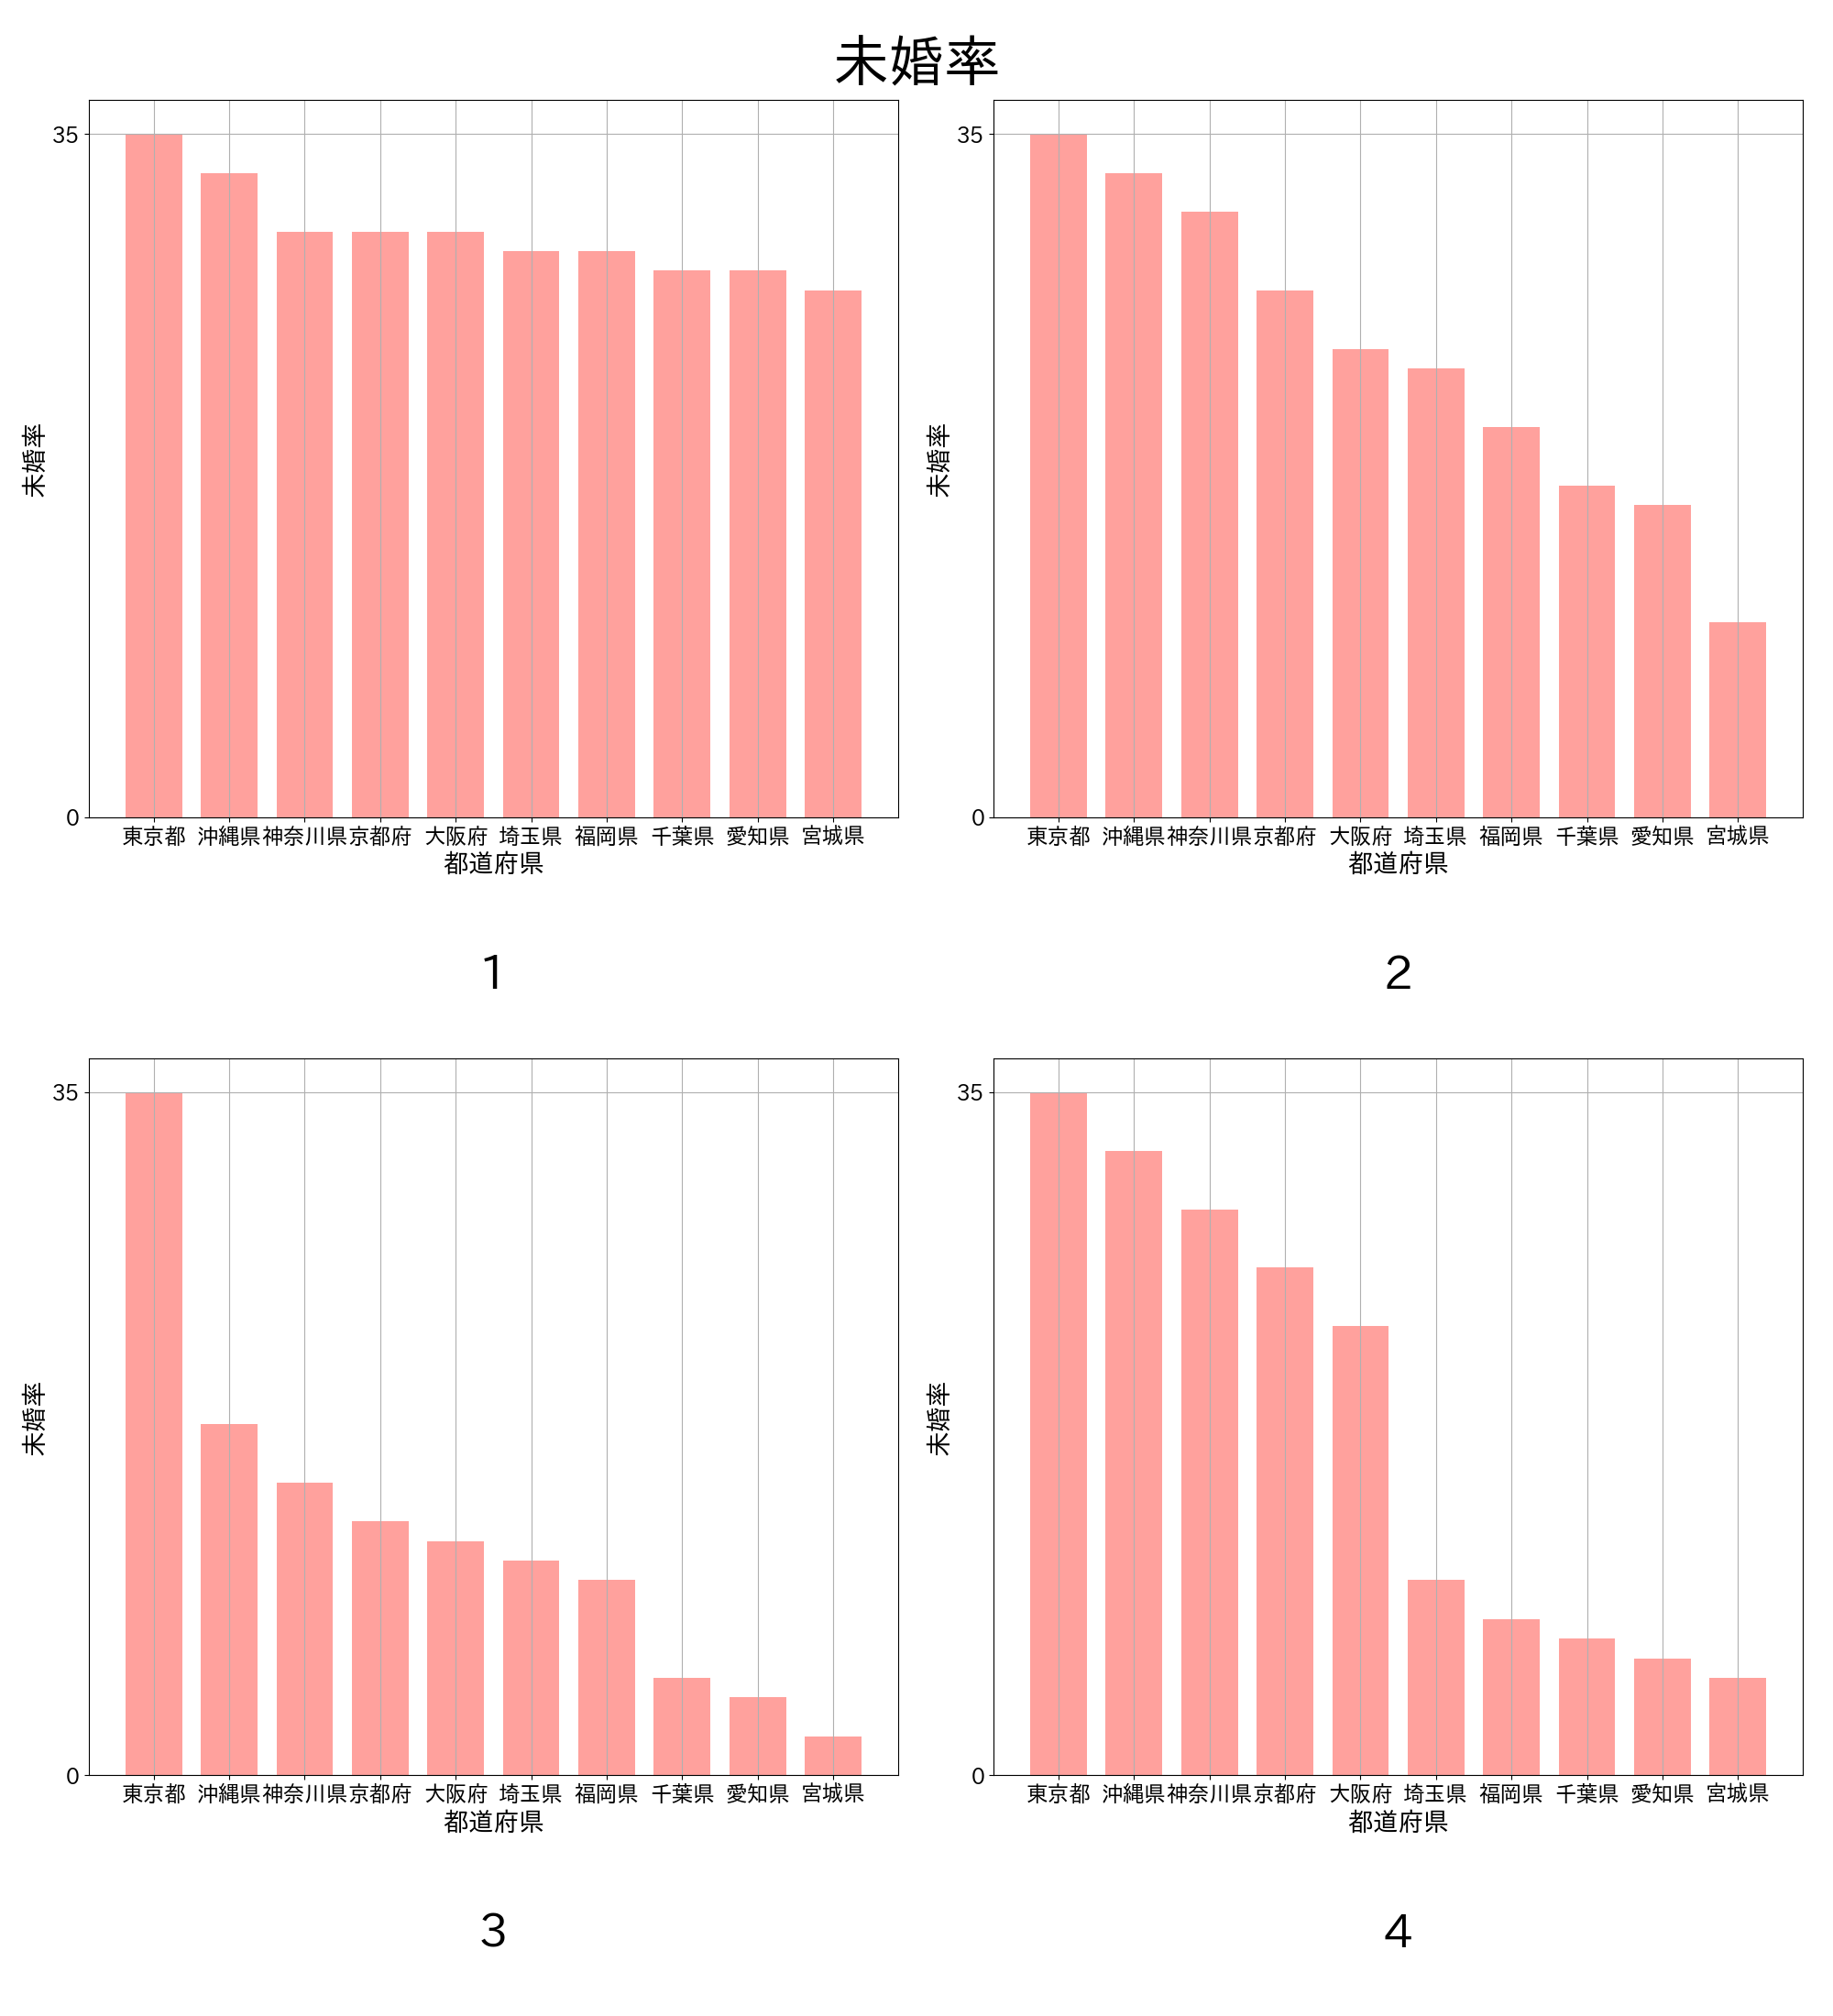 未婚率
35
未婚率
0
東京都 沖縄県 神奈川県 京都府 大阪府 埼玉県 福岡県 千葉県 愛知県 宮城県
都道府県
1
35
未婚率
0
東京都 沖縄県 神奈川県 京都府 大阪府 埼玉県 福岡県 千葉県 愛知県 宮城県
都道府県
2
35
未婚率
0
東京都 沖縄県 神奈川県 京都府 大阪府 埼玉県 福岡県 千葉県 愛知県 宮城県
都道府県
3
35
未婚率
0
東京都 沖縄県 神奈川県 京都府 大阪府 埼玉県 福岡県 千葉県 愛知県 宮城県
都道府県
4